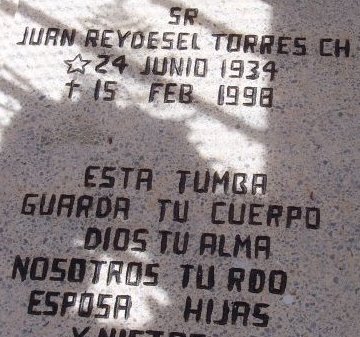 SR
JUAN REYDESEL TORRES CH.
☆ 24 JUNIO 1934
† 15 FEB 1998
ESTA TUMBA
GUARDA TU CUERPO
DIOS TU ALMA
NOSOTROS TU RDO
ESPOSA HIJAS
Y NIETOS